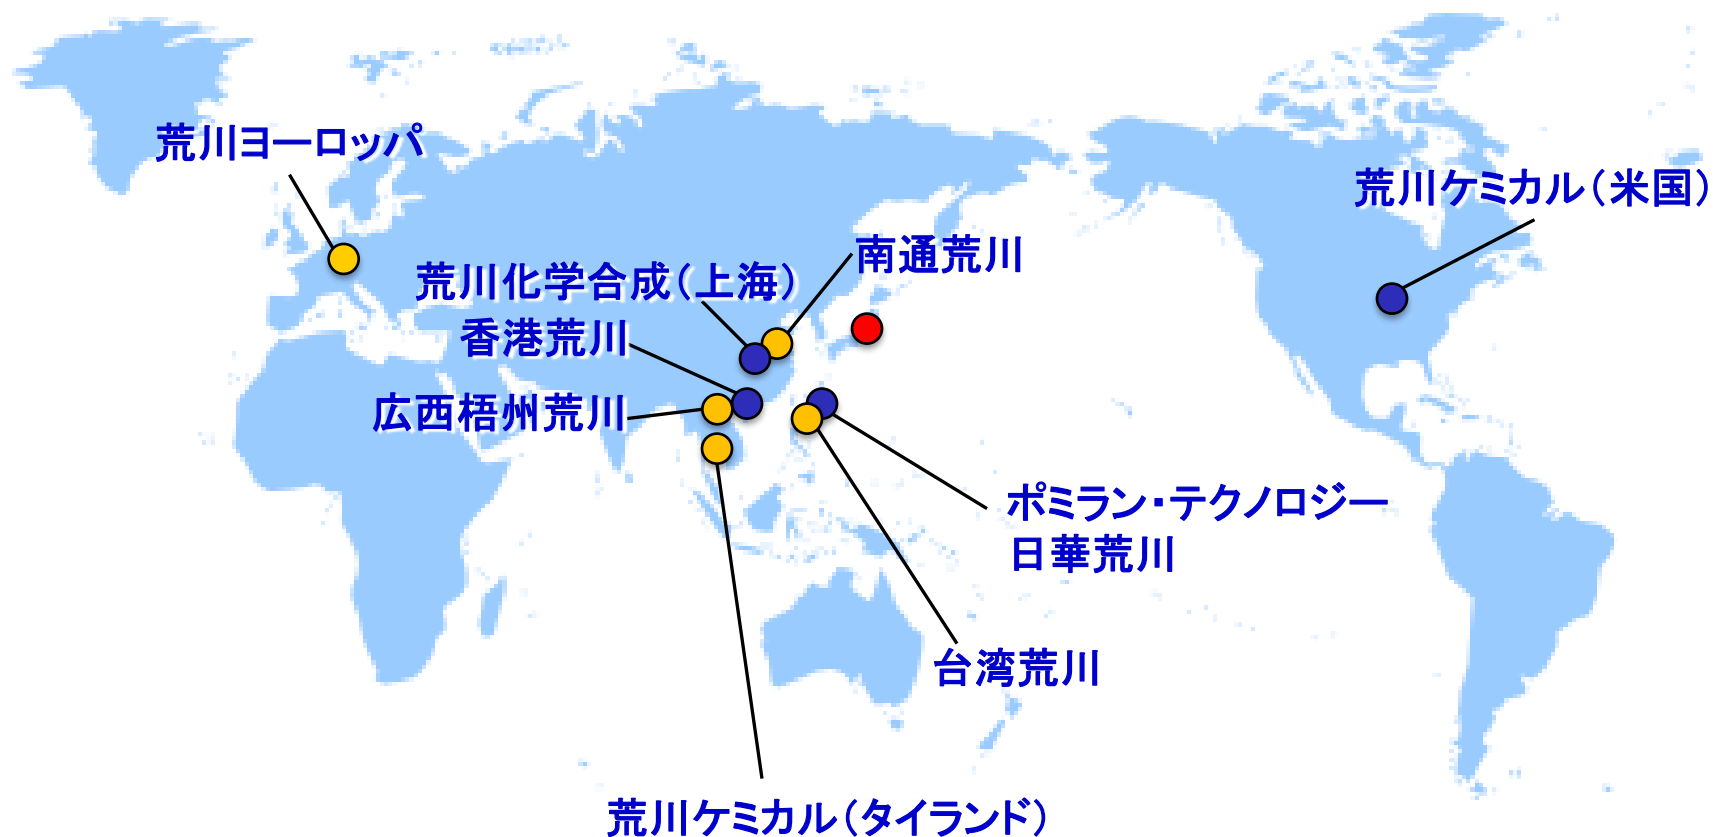 荒川ヨーロッパ
荒川ケミカル（米国）
南通荒川
荒川化学合成（上海）
香港荒川
広西梧州荒川
ポミラン・テクノロジー
日華荒川
台湾荒川
荒川ケミカル（タイランド）